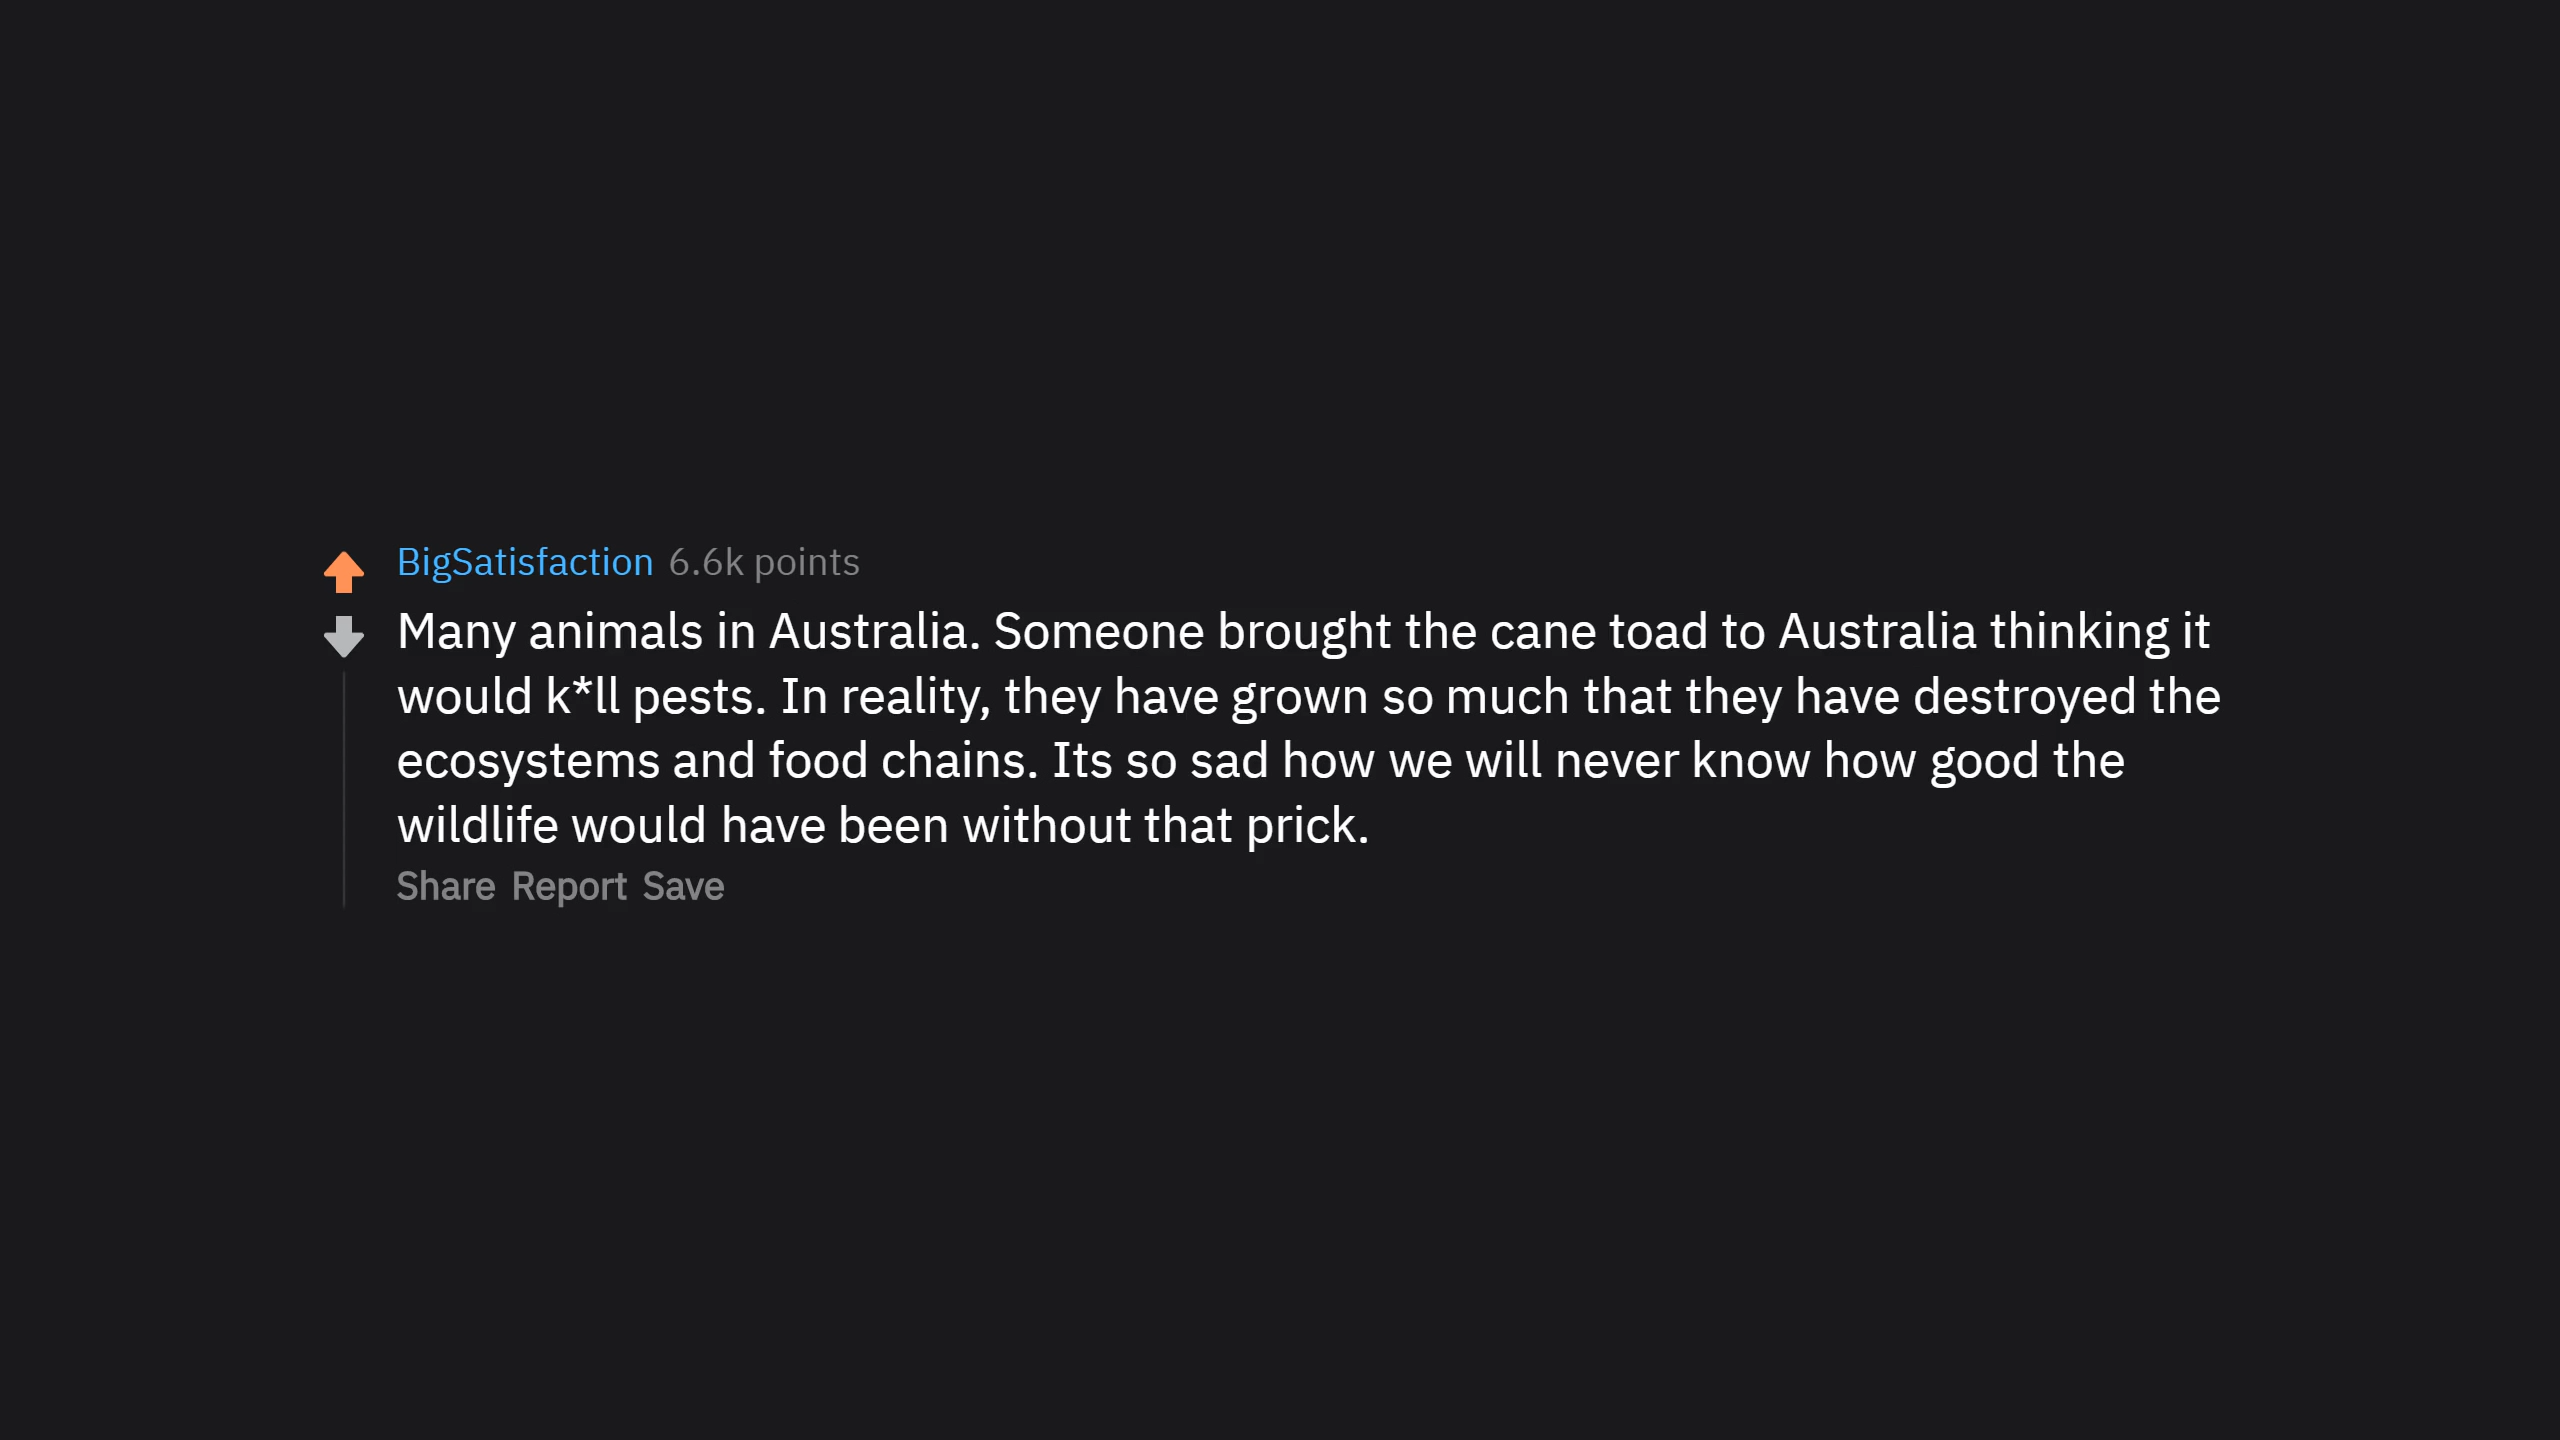 BigSatisfaction 6.6k points
Many animals in Australia. Someone brought the cane toad to Australia thinking it
would k*ll pests. In reality, they have grown so much that they have destroyed the
ecosystems and food chains. Its so sad how we will never know how good the
wildlife would have been without that prick.
Share Report Save